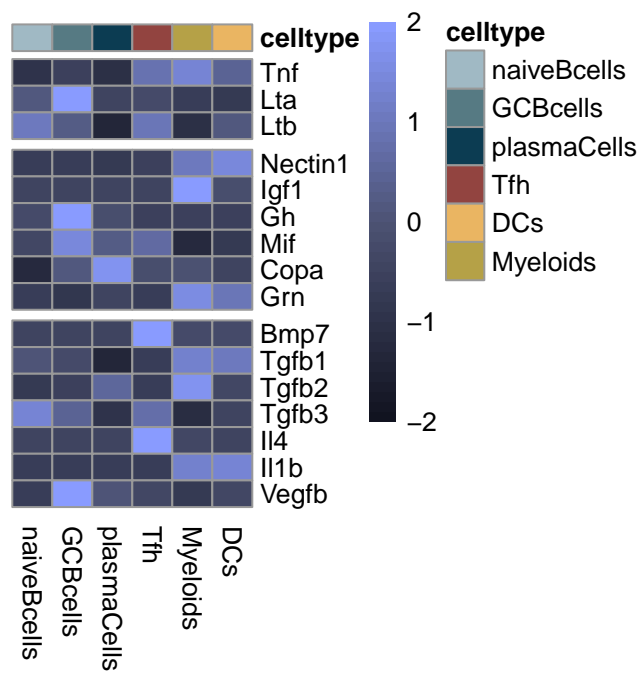 celltype
Tnf
Lta
Ltb
Nectin1
Igf1
Gh
Mif
Copa
Grn
Bmp7
Tgfb1
Tgfb2
Tgfb3
Il4
Il1b
Vegfb
naiveBcells
GCBcells
plasmaCells
Tfh
Myeloids
DCs
2
1
0
−1
−2
celltype
naiveBcells
GCBcells
plasmaCells
Tfh
DCs
Myeloids